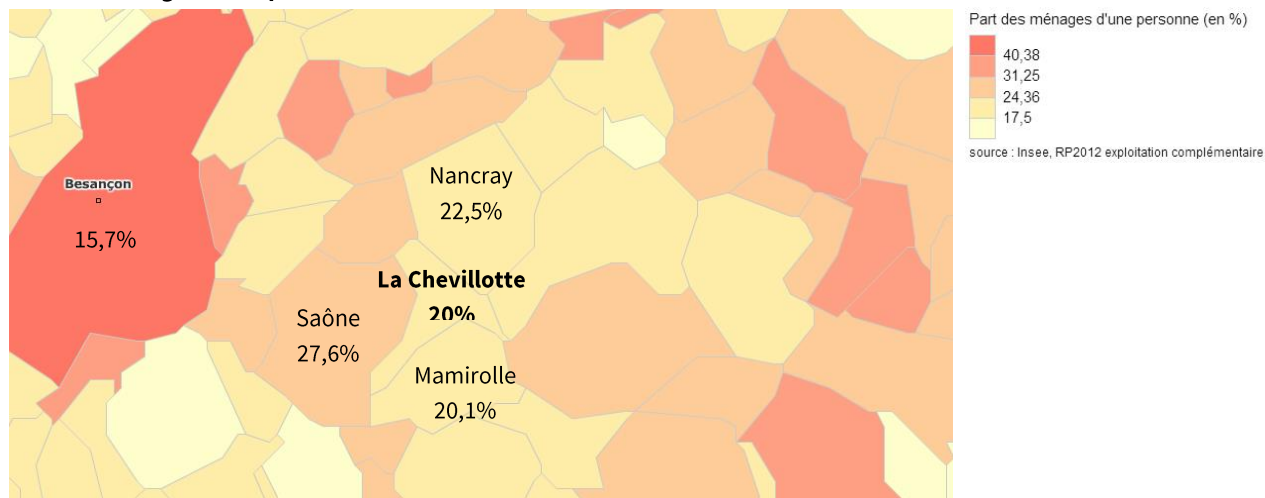 Part des ménages d'une personne (en %)
40,38
31,25
24,36
17,5
source : Insee, RP2012 exploitation complémentaire
Besançon
15,7%
Nancray
22,5%
La Chevillotte
20%
Saône
27,6%
Mamirolle
20,1%